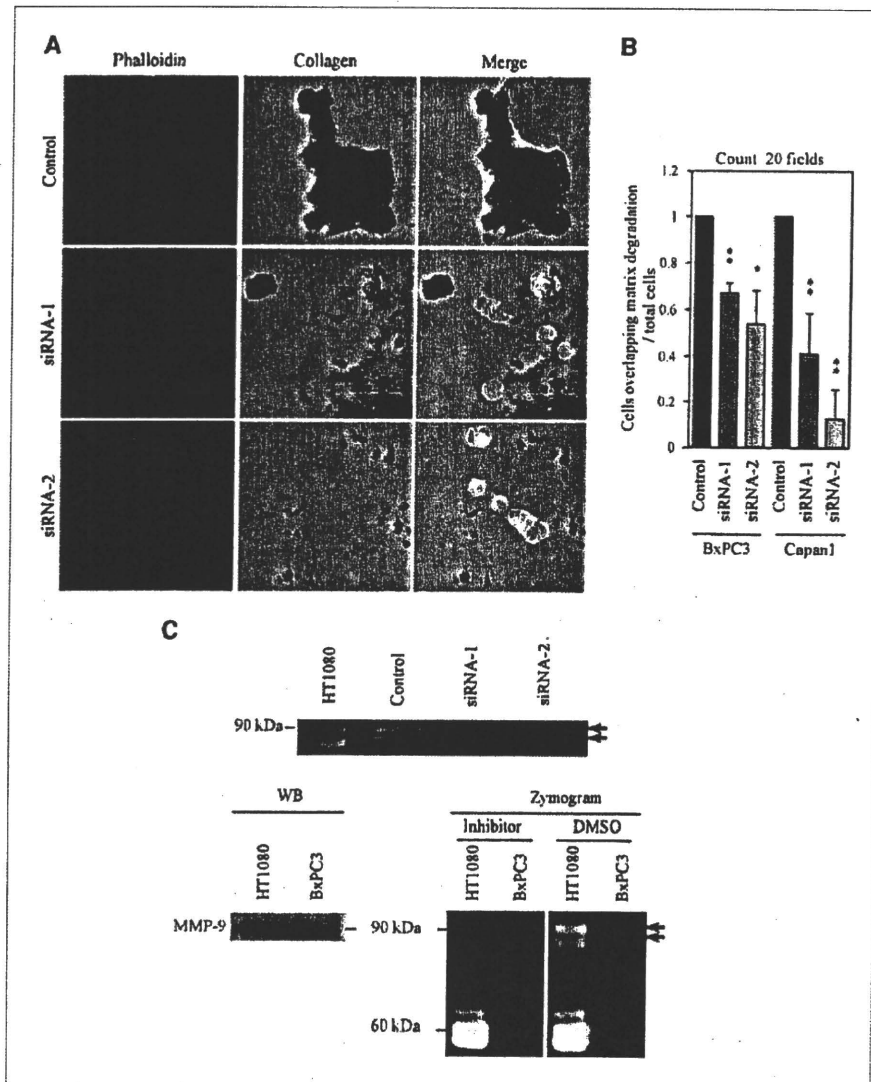 A
Phalloidin Collagen Merge
Control
siRNA-1
siRNA-2
B
Count 20 fields
Cells overlapping matrix degradation
/ total cells
1.2
1
0.8
0.6
0.4
0.2
0
** * ** **
Control siRNA-1 siRNA-2 Control siRNA-1 siRNA-2
BxPC3 Capan1
C
HT1080 Control siRNA-1 siRNA-2
90 kDa
WB
HT1080 BxPC3
MMP-9
Zymogram
Inhibitor DMSO
HT1080 BxPC3 HT1080 BxPC3
90 kDa
60 kDa